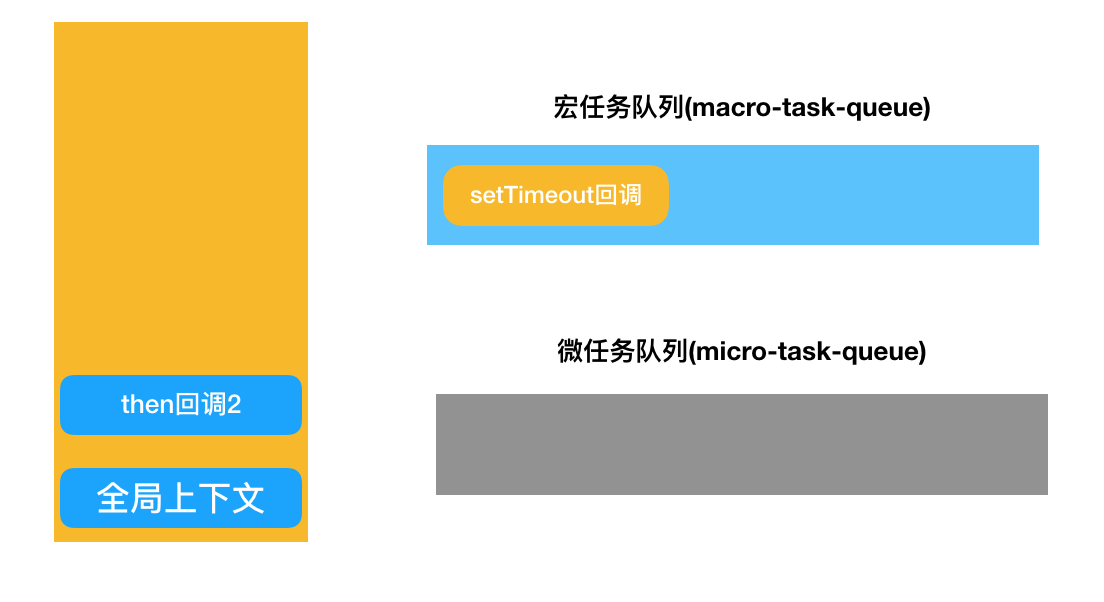 宏任务队列(macro-task-queue)
setTimeout回调
微任务队列(micro-task-queue)
then回调2
全局上下文